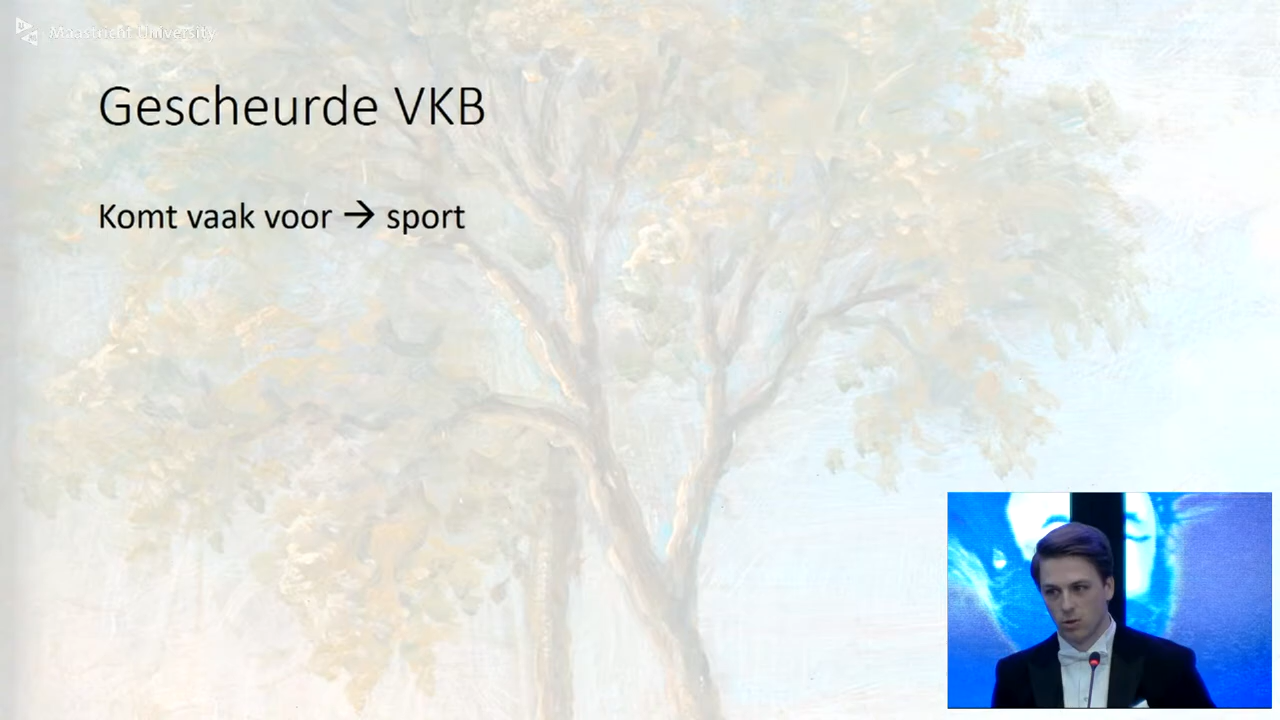 Maastricht University
Gescheurde VKB
Komt vaak voor → sport